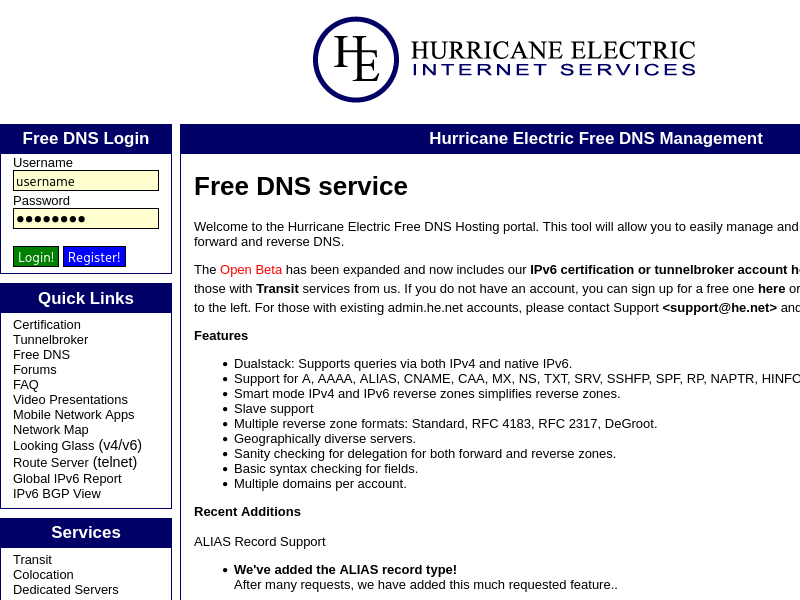 HE HURRICANE ELECTRIC
INTERNET SERVICES
Free DNS Login
Username
username
Password
●●●●●●●●
Login! Register!
Quick Links
Certification
Tunnelbroker
Free DNS
Forums
FAQ
Video Presentations
Mobile Network Apps
Network Map
Looking Glass (v4/v6)
Route Server (telnet)
Global IPv6 Report
IPv6 BGP View
Services
Transit
Colocation
Dedicated Servers
Hurricane Electric Free DNS Management
Free DNS service
Welcome to the Hurricane Electric Free DNS Hosting portal. This tool will allow you to easily manage and
forward and reverse DNS.
The Open Beta has been expanded and now includes our IPv6 certification or tunnelbroker account
those with Transit services from us. If you do not have an account, you can sign up for a free one here or
to the left. For those with existing admin.he.net accounts, please contact Support <support@he.net> and
Features
• Dualstack: Supports queries via both IPv4 and native IPv6.
• Support for A, AAAA, ALIAS, CNAME, CAA, MX, NS, TXT, SRV, SSHFP, SPF, RP, NAPTR, HINFO
• Smart mode IPv4 and IPv6 reverse zones simplifies reverse zones.
• Slave support
• Multiple reverse zone formats: Standard, RFC 4183, RFC 2317, DeGroot.
• Geographically diverse servers.
• Sanity checking for delegation for both forward and reverse zones.
• Basic syntax checking for fields.
• Multiple domains per account.
Recent Additions
ALIAS Record Support
• We've added the ALIAS record type!
After many requests, we have added this much requested feature..